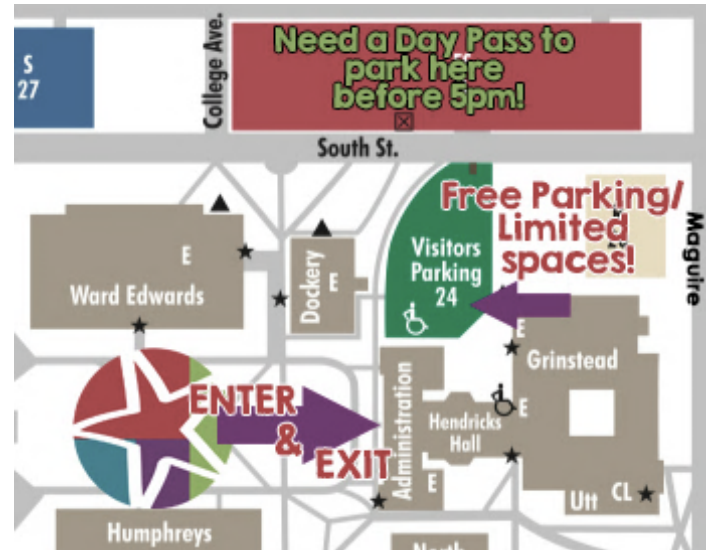 S
27
College Ave.
Need a Day Pass to
park here
before 5pm!
South St.
Free Parking/
Limited
spaces!
Maguire
Visitors
Parking
24
E
Ward Edwards
Dockery
E
E
Grinstead
ENTER
&
EXIT
Administration
E
Hendricks
Hall
E
Utt
CL
Humphreys
North